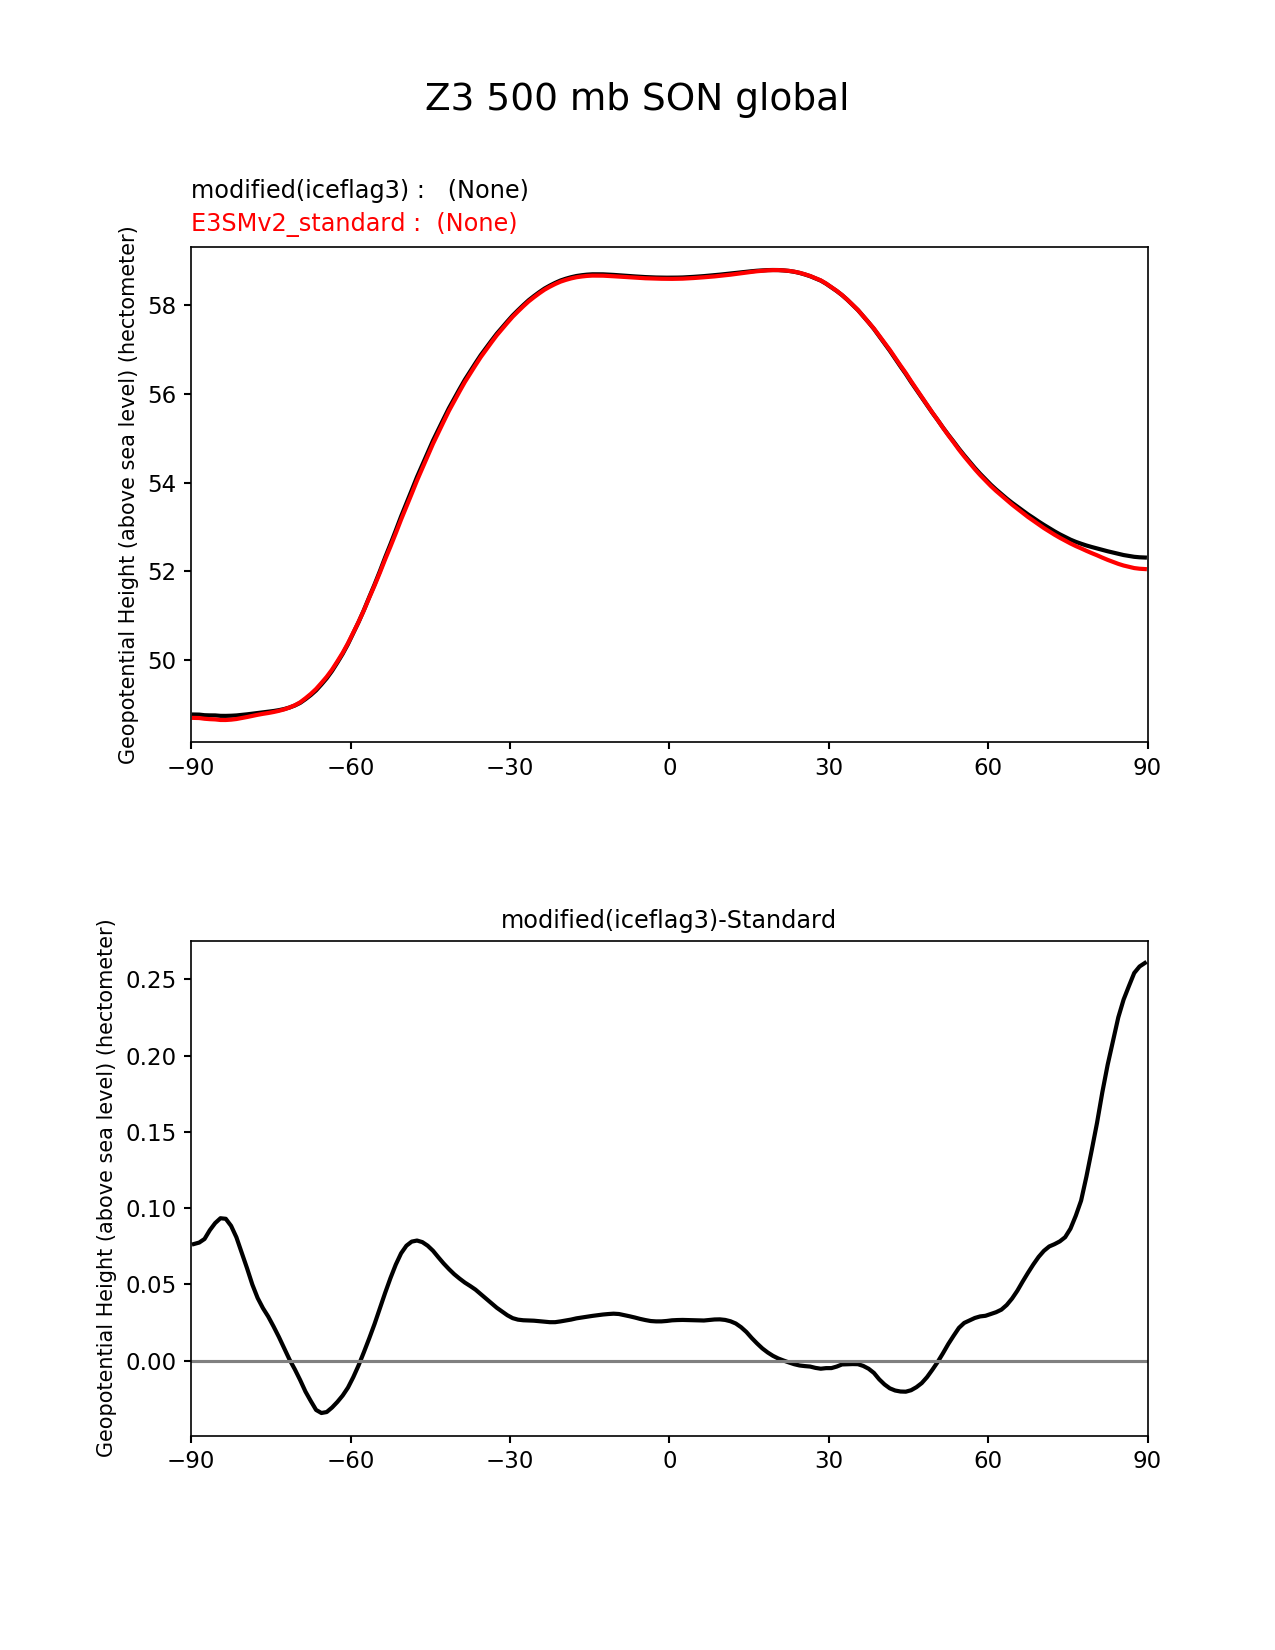 Z3 500 mb SON global
modified(iceflag3) :   (None)
E3SMv2_standard :  (None)
Geopotential Height (above sea level) (hectometer)
58
56
54
52
50
−90 −60 −30 0 30 60 90
modified(iceflag3)-Standard
Geopotential Height (above sea level) (hectometer)
0.25
0.20
0.15
0.10
0.05
0.00
−90 −60 −30 0 30 60 90